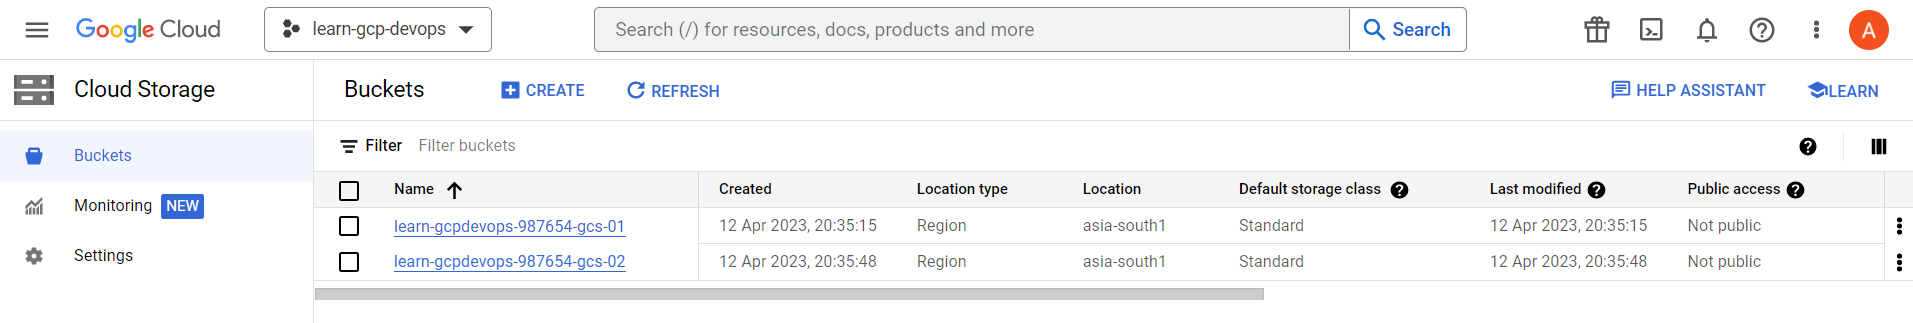 Google Cloud learn-gcp-devops Search (/) for resources, docs, products and more Search A
Cloud Storage Buckets CREATE REFRESH HELP ASSISTANT LEARN
Buckets
Monitoring NEW
Settings
Filter Filter buckets
Name Created Location type Location Default storage class Last modified Public access
learn-gcpdevops-987654-gcs-01 12 Apr 2023, 20:35:15 Region asia-south1 Standard 12 Apr 2023, 20:35:15 Not public
learn-gcpdevops-987654-gcs-02 12 Apr 2023, 20:35:48 Region asia-south1 Standard 12 Apr 2023, 20:35:48 Not public